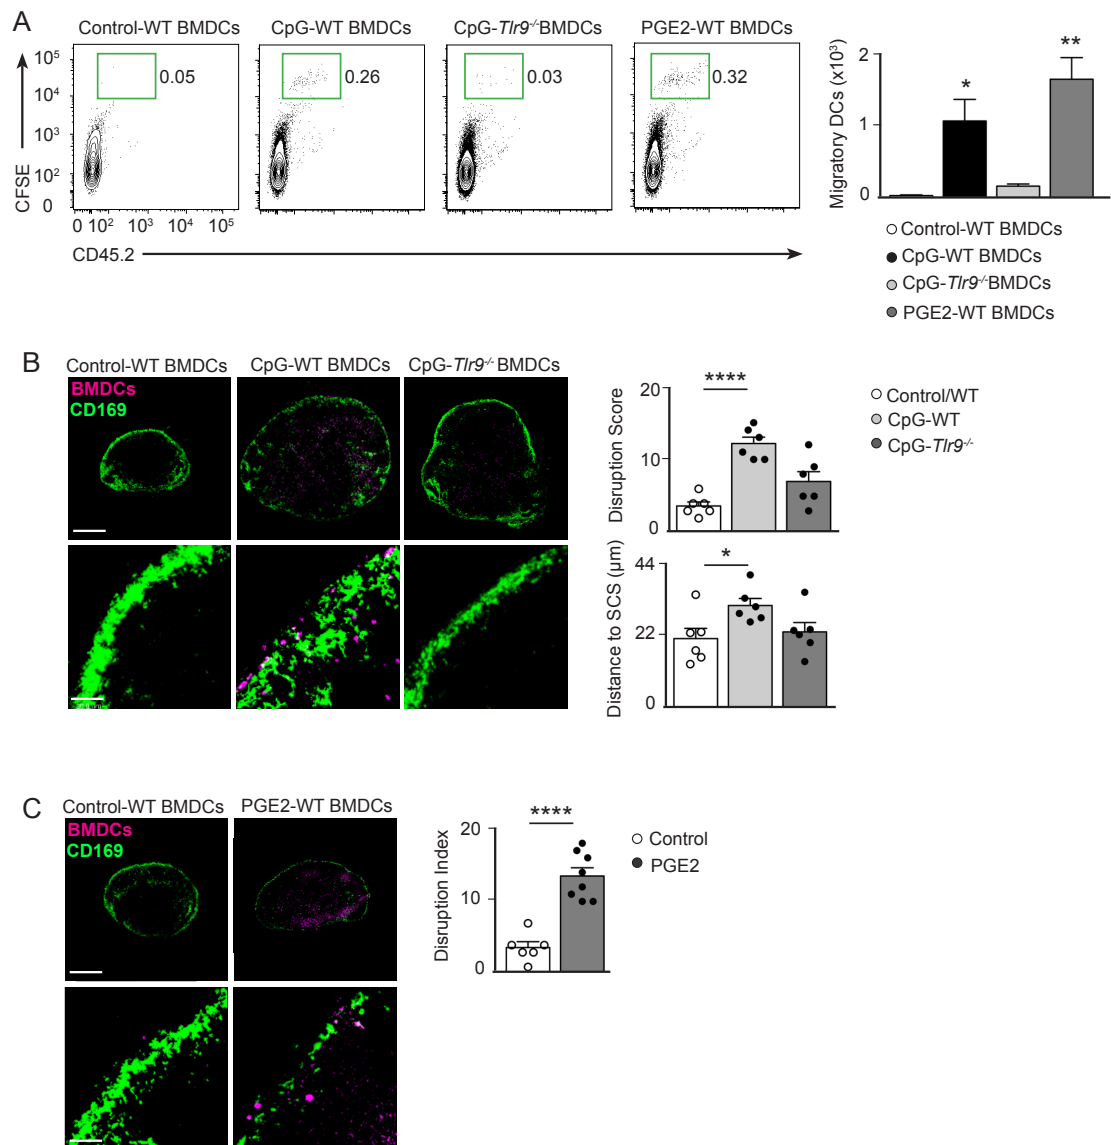 A
Control-WT BMDCs
CpG-WT BMDCs
CpG-Tlr9-/- BMDCs
PGE2-WT BMDCs
CFSE
10⁵
10⁴
10³
10²
0
0.05
0.26
0.03
0.32
0 10² 10³ 10⁴ 10⁵
CD45.2
Migratory DCs (x10³)
2
1
0
*
**
Control-WT BMDCs
CpG-WT BMDCs
CpG-Tlr9-/-BMDCs
PGE2-WT BMDCs
B
Control-WT BMDCs
CpG-WT BMDCs
CpG-Tlr9-/- BMDCs
BMDCs
CD169
Disruption Score
20
10
0
****
Control/WT
CpG-WT
CpG-Tlr9-/-
Distance to SCS (μm)
44
22
0
*
C
Control-WT BMDCs
PGE2-WT BMDCs
BMDCs
CD169
Disruption Index
20
10
0
****
Control
PGE2